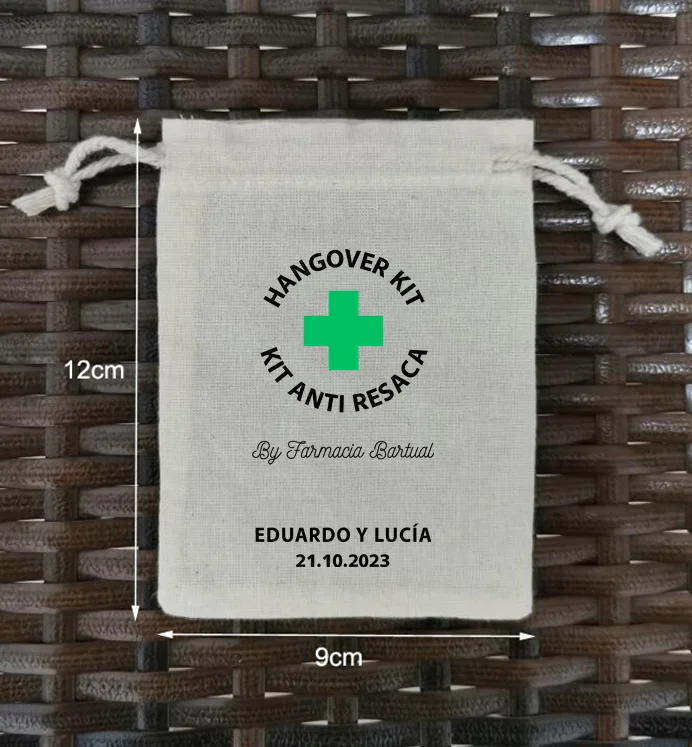 HANGOVER KIT
KIT ANTI RESACA
12cm
By Farmacia Bartual
EDUARDO Y LUCÍA
21.10.2023
9cm